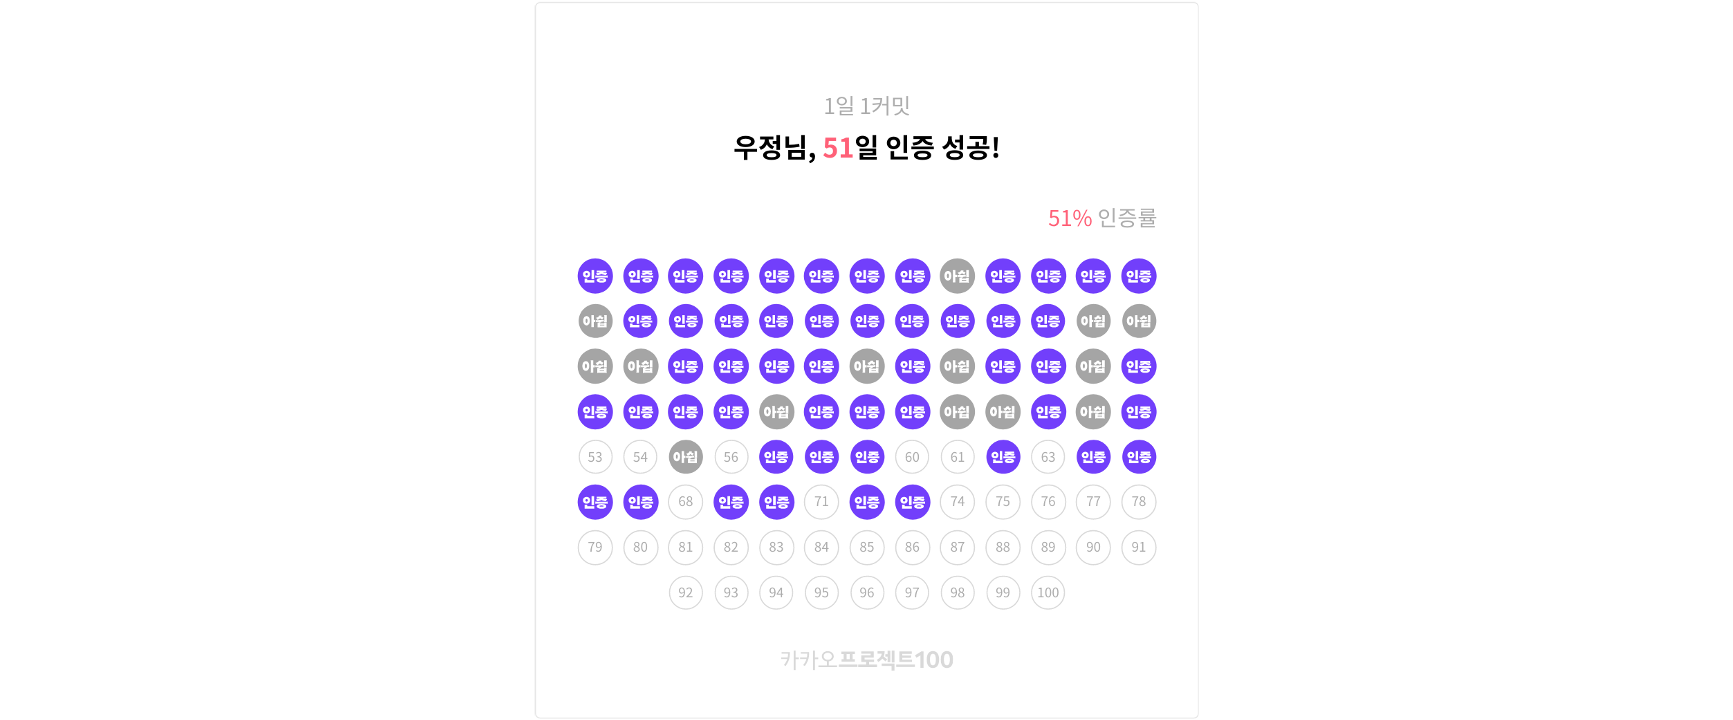 1일 1커밋
우정님, 51일 인증 성공!
51% 인증률
인증 인증 인증 인증 인증 인증 인증 인증 아쉽 인증 인증 인증 인증
아쉽 인증 인증 인증 인증 인증 인증 인증 인증 인증 인증 아쉽 아쉽
아쉽 아쉽 인증 인증 인증 인증 아쉽 인증 아쉽 인증 인증 아쉽 인증
인증 인증 인증 인증 아쉽 인증 인증 인증 아쉽 아쉽 인증 아쉽 인증
53 54 아쉽 56 인증 인증 인증 60 61 인증 63 인증 인증
인증 인증 68 인증 인증 71 인증 인증 74 75 76 77 78
79 80 81 82 83 84 85 86 87 88 89 90 91
92 93 94 95 96 97 98 99 100
카카오프로젝트100